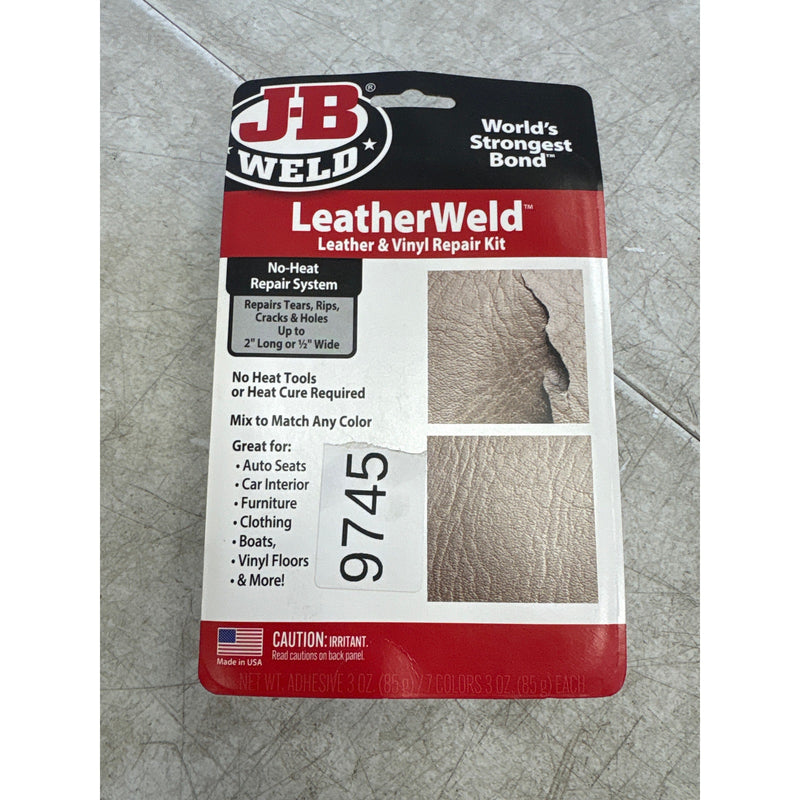 J-B
WELD
®
World's
Strongest
Bond™
LeatherWeld™
Leather & Vinyl Repair Kit
No-Heat
Repair System
Repairs Tears, Rips,
Cracks & Holes
Up to
2" Long or ½" Wide
No Heat Tools
or Heat Cure Required
Mix to Match Any Color
Great for:
• Auto Seats
• Car Interior
• Furniture
• Clothing
• Boats,
• Vinyl Floors
• & More!
9745
Made in USA
CAUTION: IRRITANT.
Read cautions on back panel.
NET WT. ADHESIVE 3 OZ. (85 g) / 7 COLORS 3 OZ. (85 g) EACH